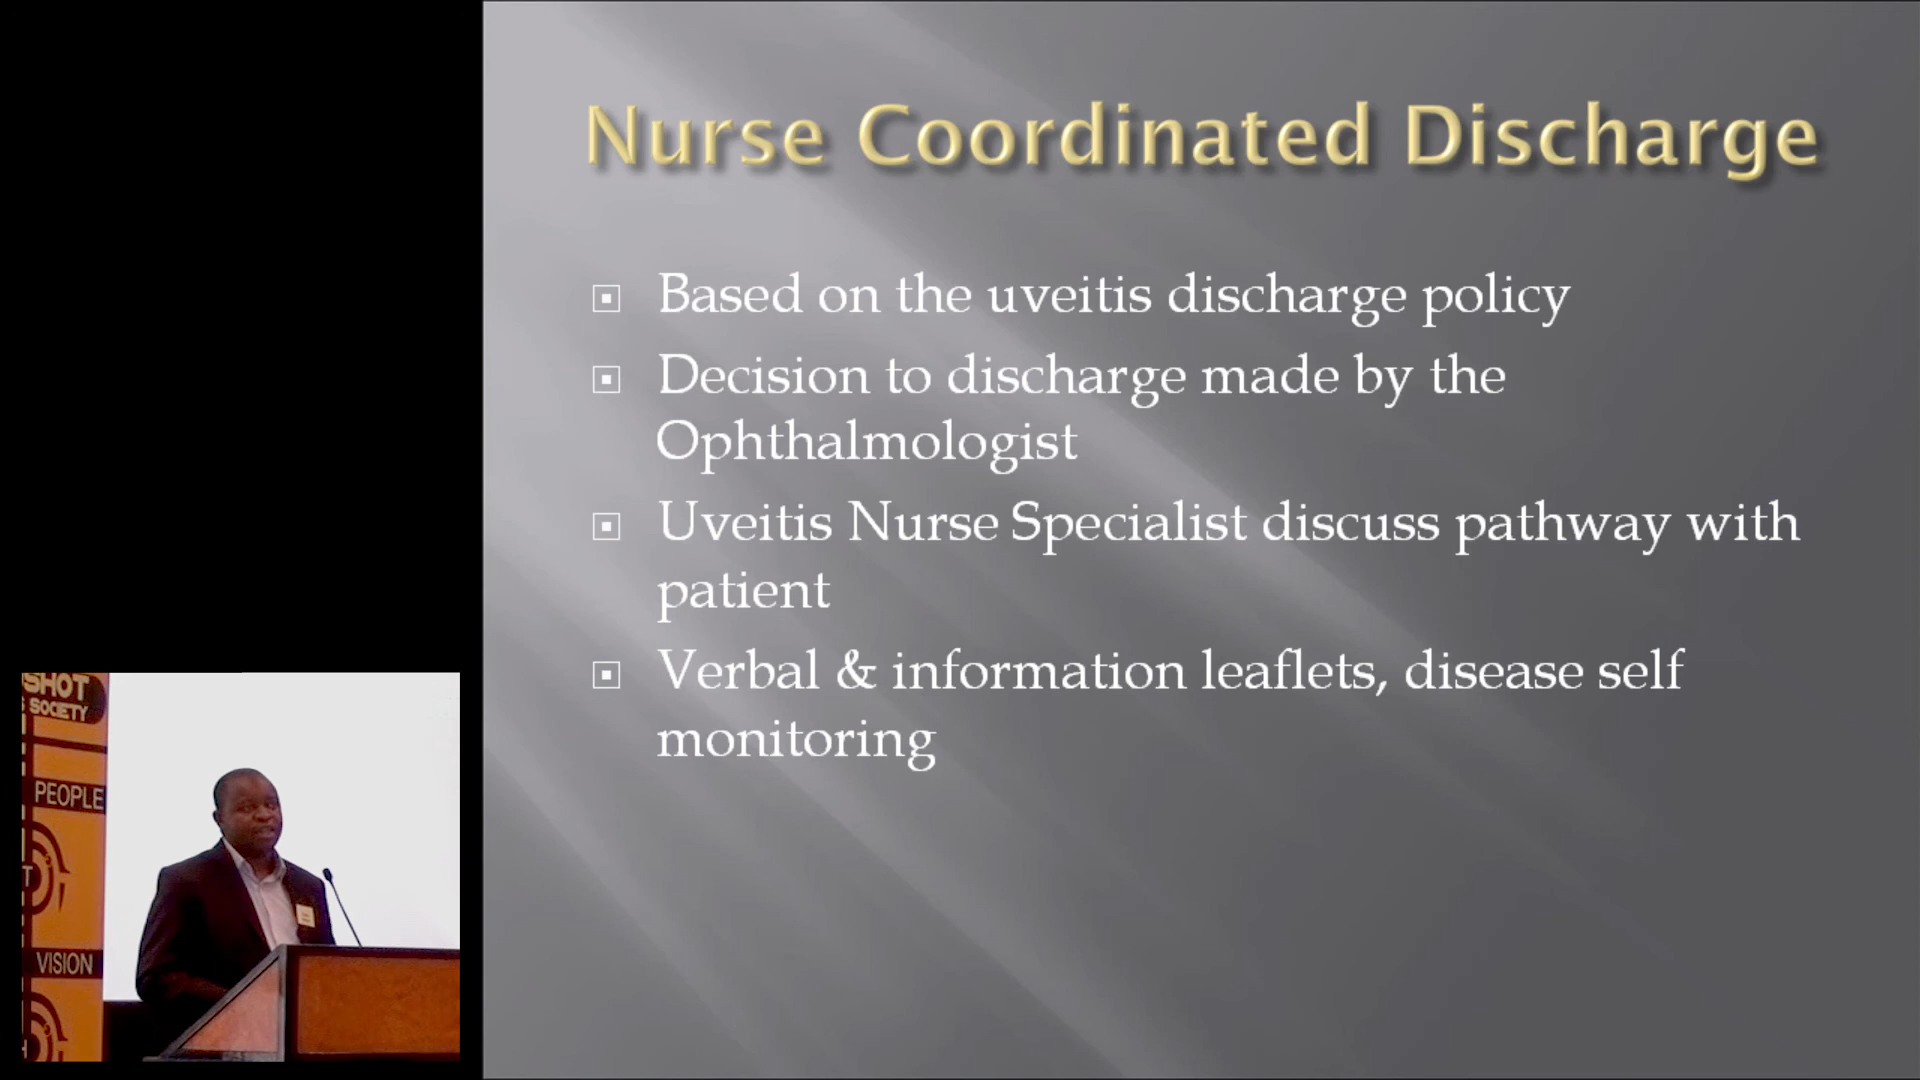 Nurse Coordinated Discharge
Based on the uveitis discharge policy
Decision to discharge made by the
Ophthalmologist
Uveitis Nurse Specialist discuss pathway with
patient
Verbal & information leaflets, disease self
monitoring
SHOT
SOCIETY
PEOPLE
T
VISION